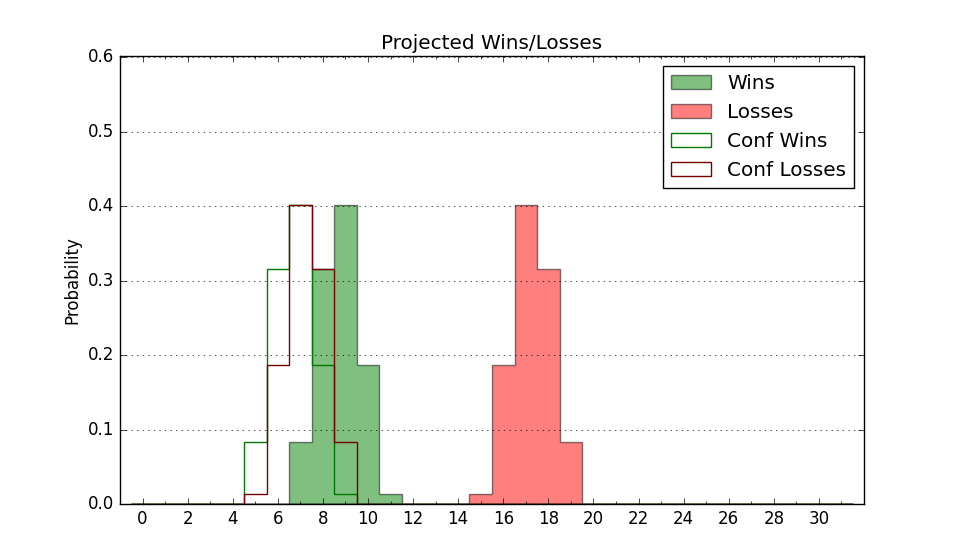 Projected Wins/Losses
0.6
0.5
0.4
0.3
0.2
0.1
0.0
Probability
Wins
Losses
Conf Wins
Conf Losses
0 2 4 6 8 10 12 14 16 18 20 22 24 26 28 30